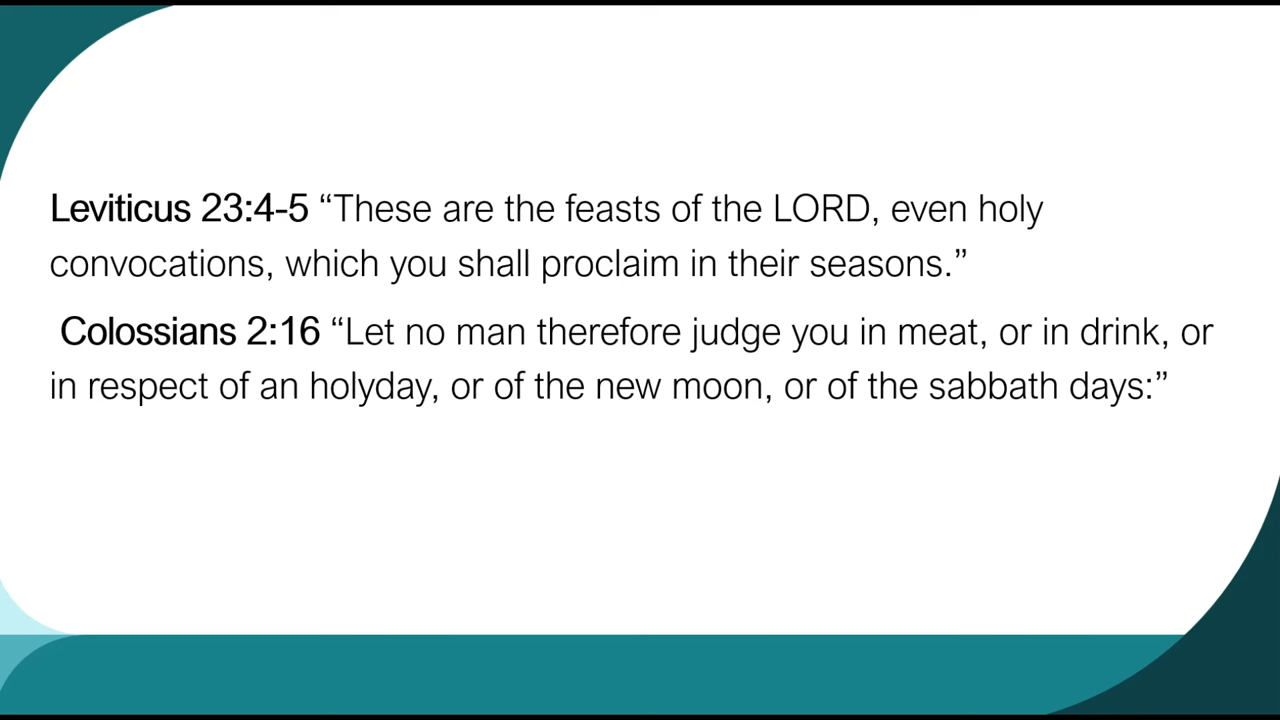 Leviticus 23:4-5 “These are the feasts of the LORD, even holy
convocations, which you shall proclaim in their seasons.”
Colossians 2:16 “Let no man therefore judge you in meat, or in drink, or
in respect of an holyday, or of the new moon, or of the sabbath days:”